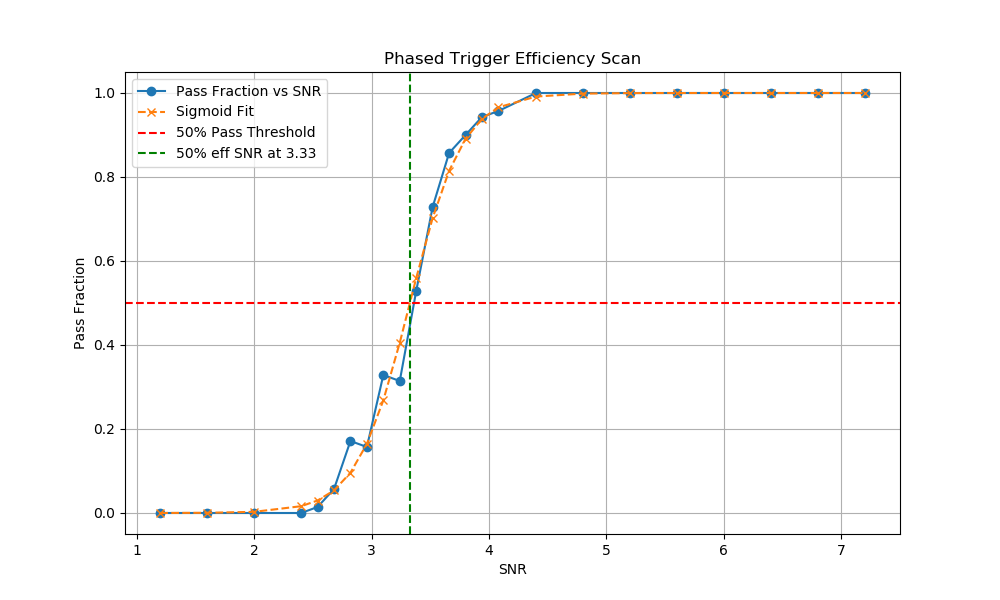 Phased Trigger Efficiency Scan
Pass Fraction vs SNR
Sigmoid Fit
50% Pass Threshold
50% eff SNR at 3.33
Pass Fraction
1.0
0.8
0.6
0.4
0.2
0.0
1 2 3 4 5 6 7
SNR